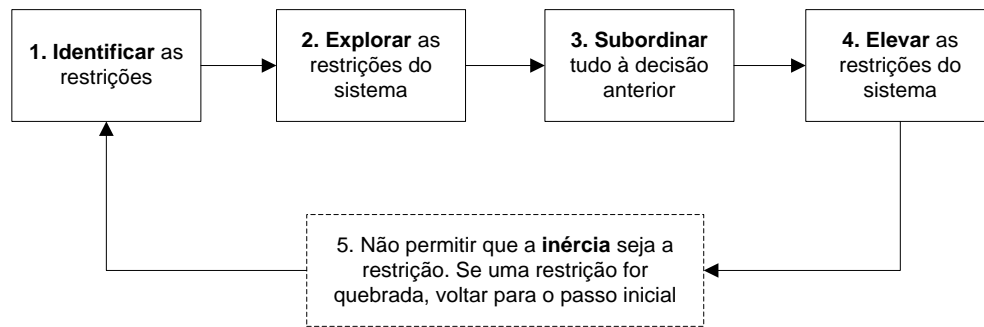 1. Identificar as
restrições
2. Explorar as
restrições do
sistema
3. Subordinar
tudo à decisão
anterior
4. Elevar as
restrições do
sistema
5. Não permitir que a inércia seja a
restrição. Se uma restrição for
quebrada, voltar para o passo inicial